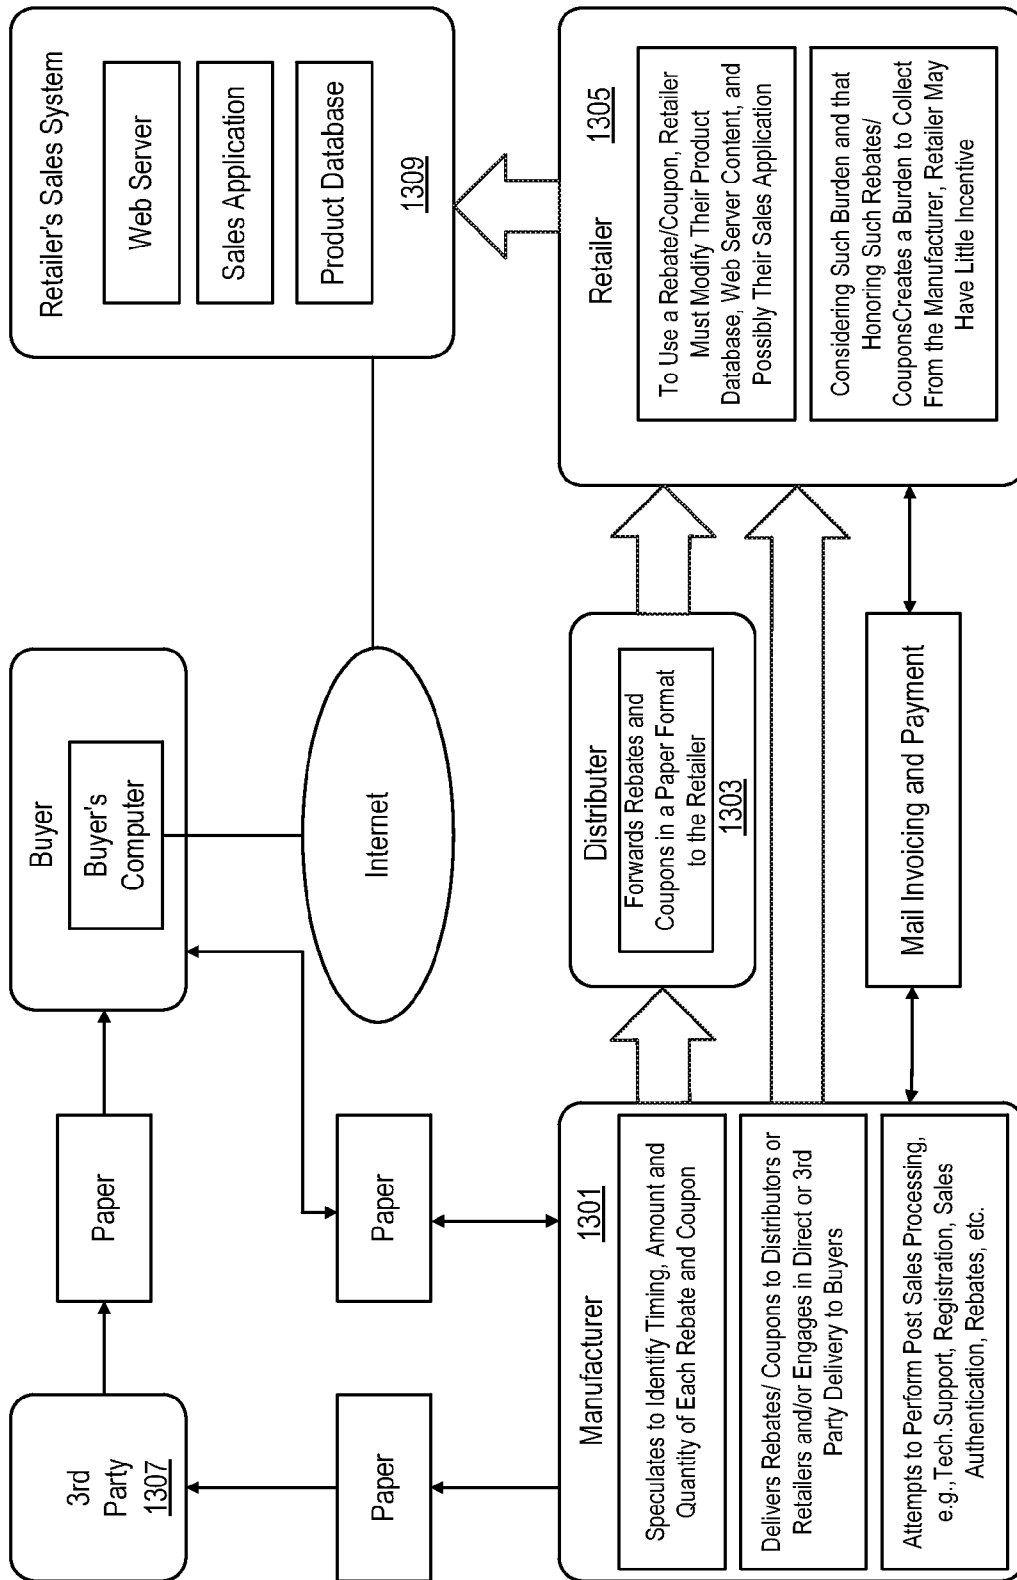 3rd
Party
1307
Paper
Paper
Paper
Buyer
Buyer's
Computer
Internet
Retailer's Sales System
Web Server
Sales Application
Product Database
1309
Manufacturer
1301
Speculates to Identify Timing, Amount and
Quantity of Each Rebate and Coupon
Delivers Rebates/ Coupons to Distributors or
Retailers and/or Engages in Direct or 3rd
Party Delivery to Buyers
Attempts to Perform Post Sales Processing,
e.g.,Tech.Support, Registration, Sales
Authentication, Rebates, etc.
Distributer
Forwards Rebates and
Coupons in a Paper Format
to the Retailer
1303
Mail Invoicing and Payment
Retailer
1305
To Use a Rebate/Coupon, Retailer
Must Modify Their Product
Database, Web Server Content, and
Possibly Their Sales Application
Considering Such Burden and that
Honoring Such Rebates/
CouponsCreates a Burden to Collect
From the Manufacturer, Retailer May
Have Little Incentive